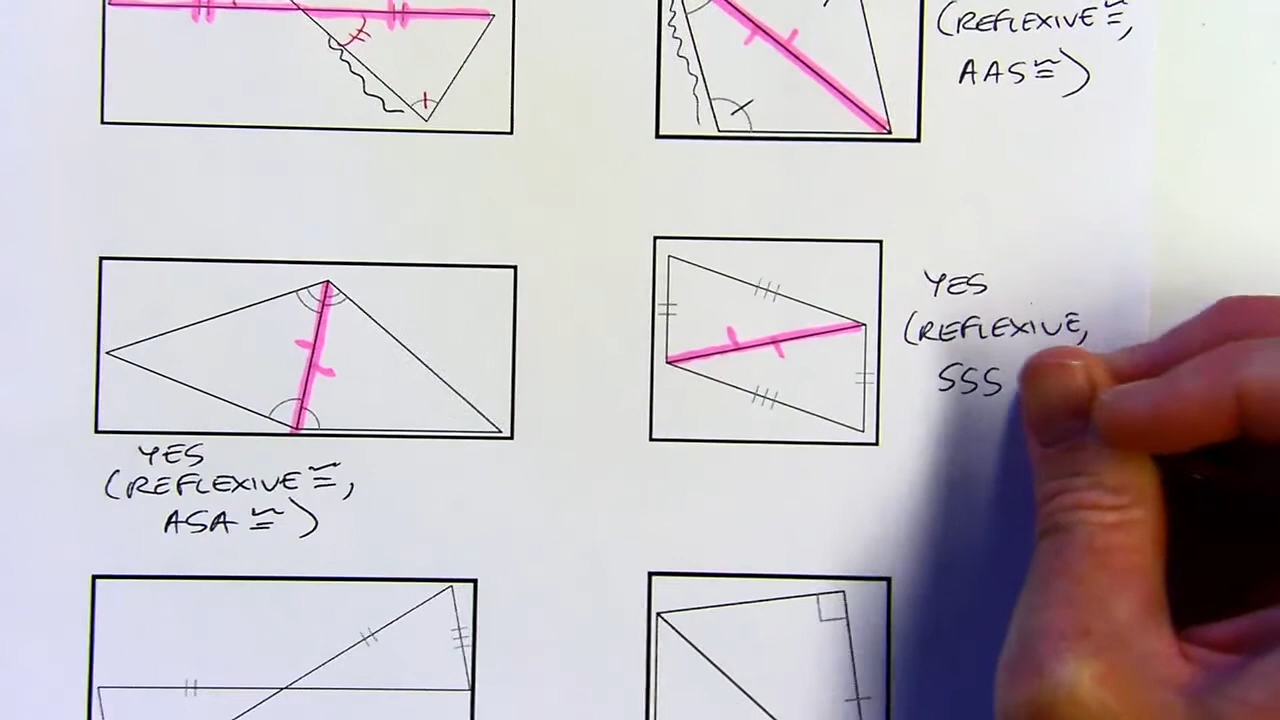 (REFLEXIVE ≅,
AAS ≅)
YES
(REFLEXIVE,
SSS
YES
(REFLEXIVE ≅,
ASA ≅)